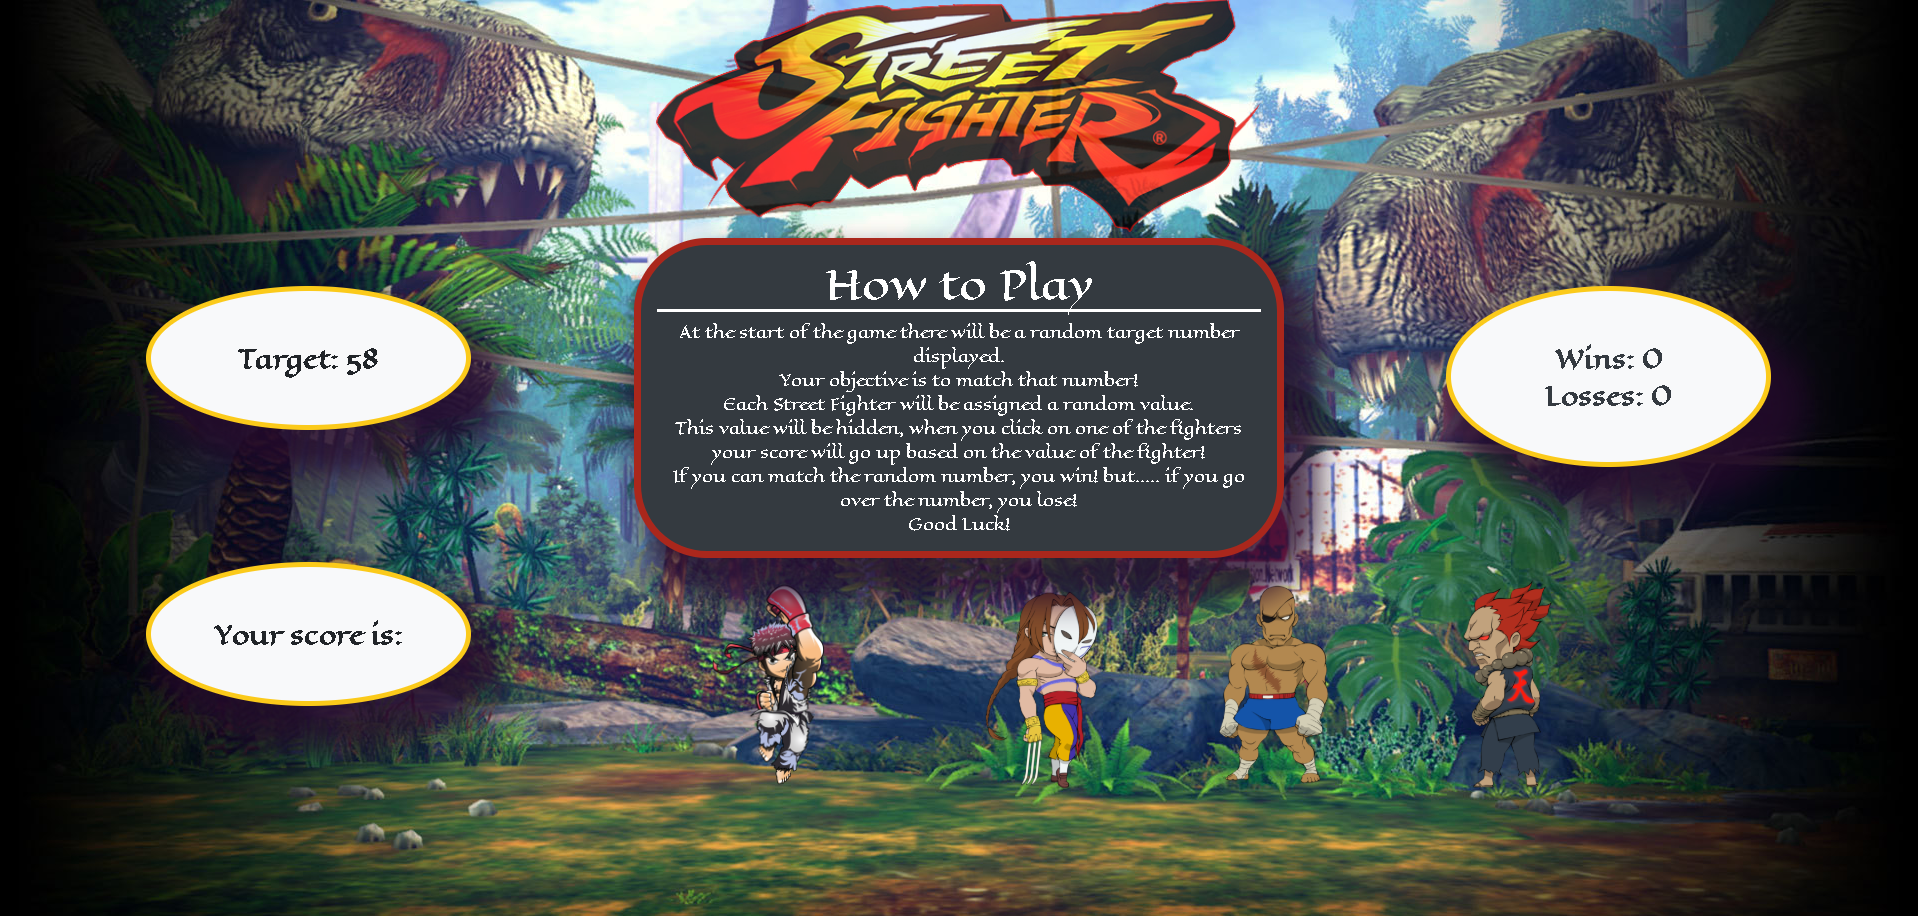 STREET
FIGHTER®
How to Play
At the start of the game there will be a random target number
displayed.
Your objective is to match that number!
Each Street Fighter will be assigned a random value.
This value will be hidden, when you click on one of the fighters
your score will go up based on the value of the fighter!
If you can match the random number, you win! but..... if you go
over the number, you lose!
Good Luck!
Target: 58
Wins: 0
Losses: 0
Your score is:
天